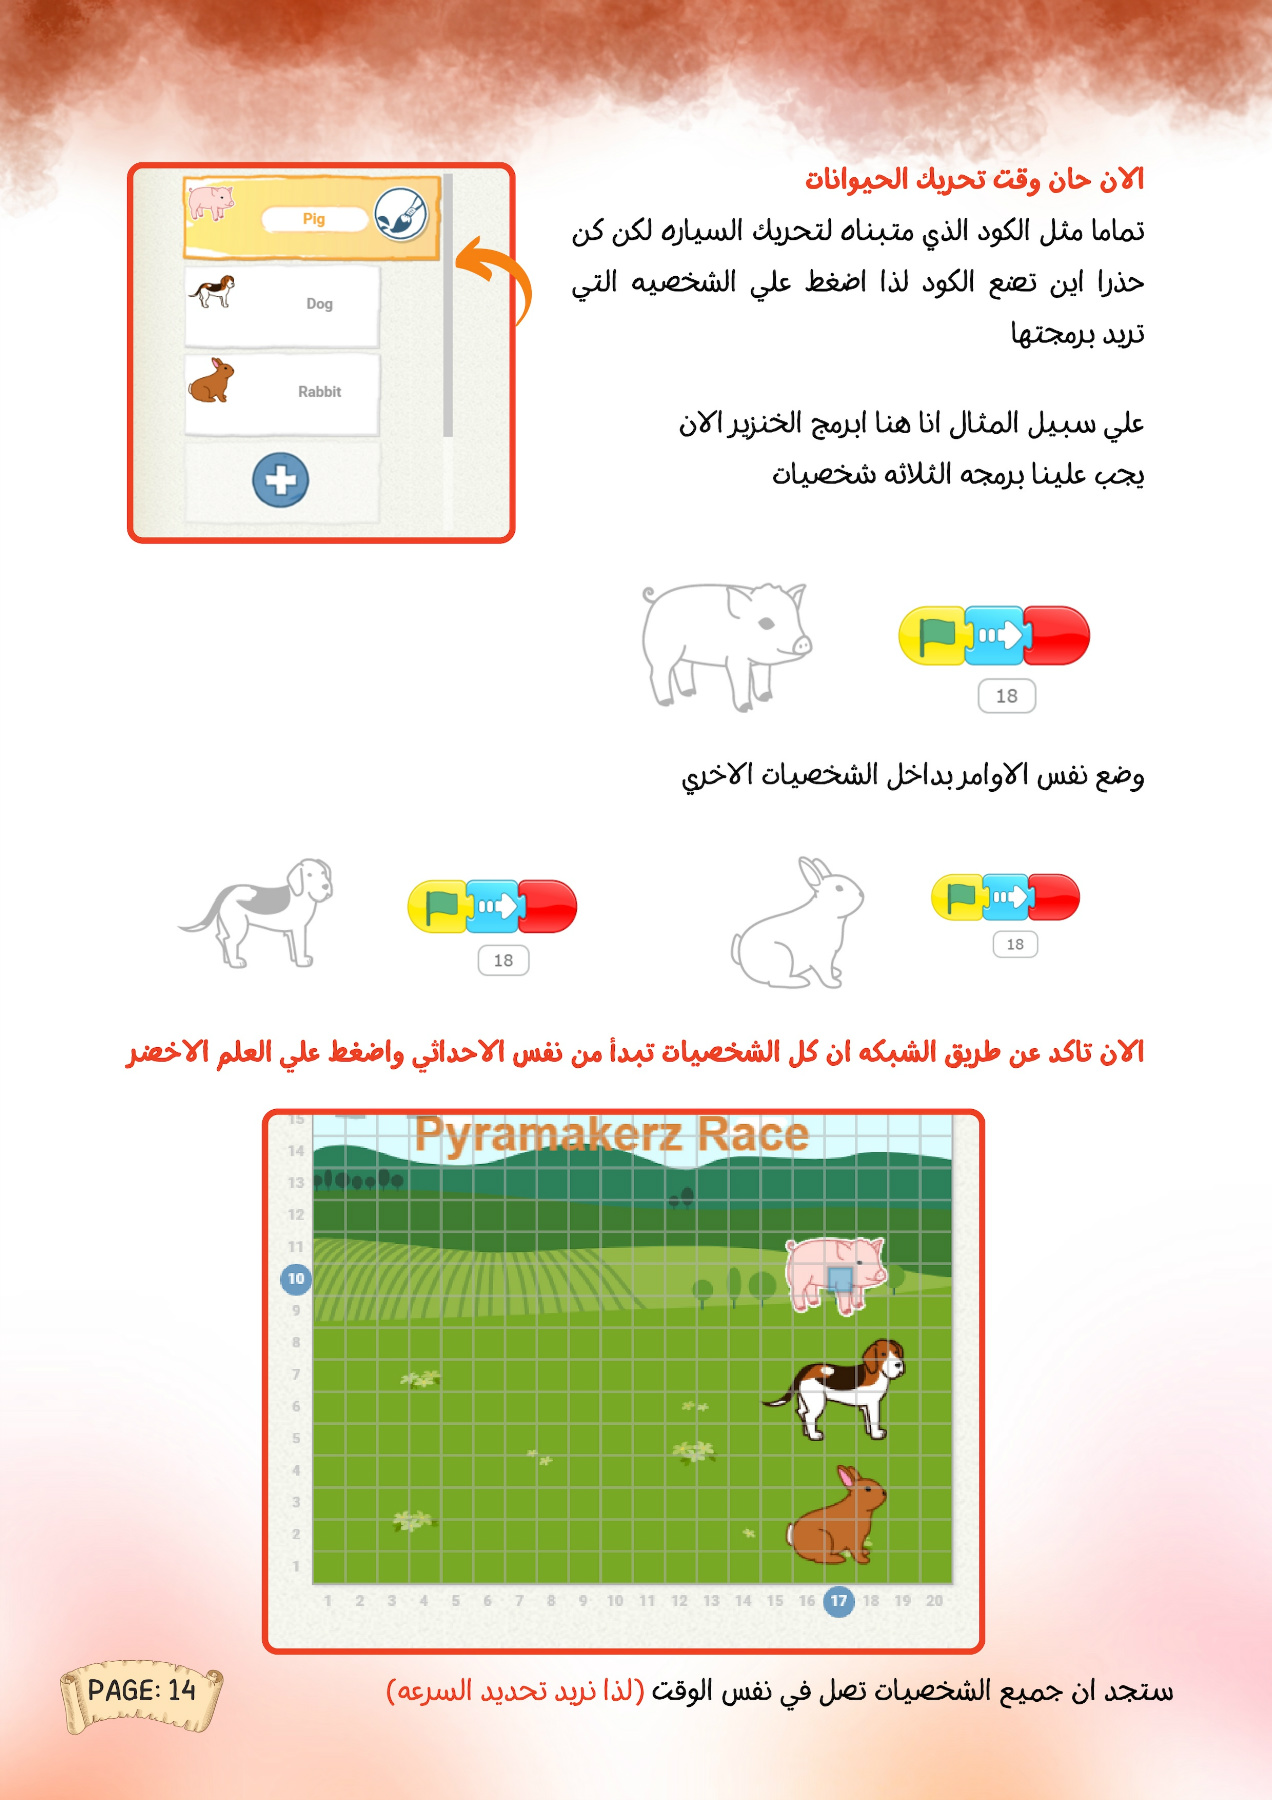 الان حان وقت تحريك الحيوانات
تماما مثل الكود الذي متبناه لتحريك السياره لكن كن
حذرا اين تضع الكود لذا اضغط علي الشخصيه التي
تريد برمجتها
علي سبيل المثال انا هنا ابرمج الخنزير الان
يجب علينا برمجه الثلاثه شخصيات
Pig
Dog
Rabbit
18
وضع نفس الاوامر بداخل الشخصيات الاخري
18
18
الان تاكد عن طريق الشبكه ان كل الشخصيات تبدأ من نفس الاحداثي واضغط علي العلم الاخضر
Pyramakerz Race
15
14
13
12
11
10
9
8
7
6
5
4
3
2
1
1 2 3 4 5 6 7 8 9 10 11 12 13 14 15 16 17 18 19 20
ستجد ان جميع الشخصيات تصل في نفس الوقت (لذا نريد تحديد السرعه)
PAGE: 14